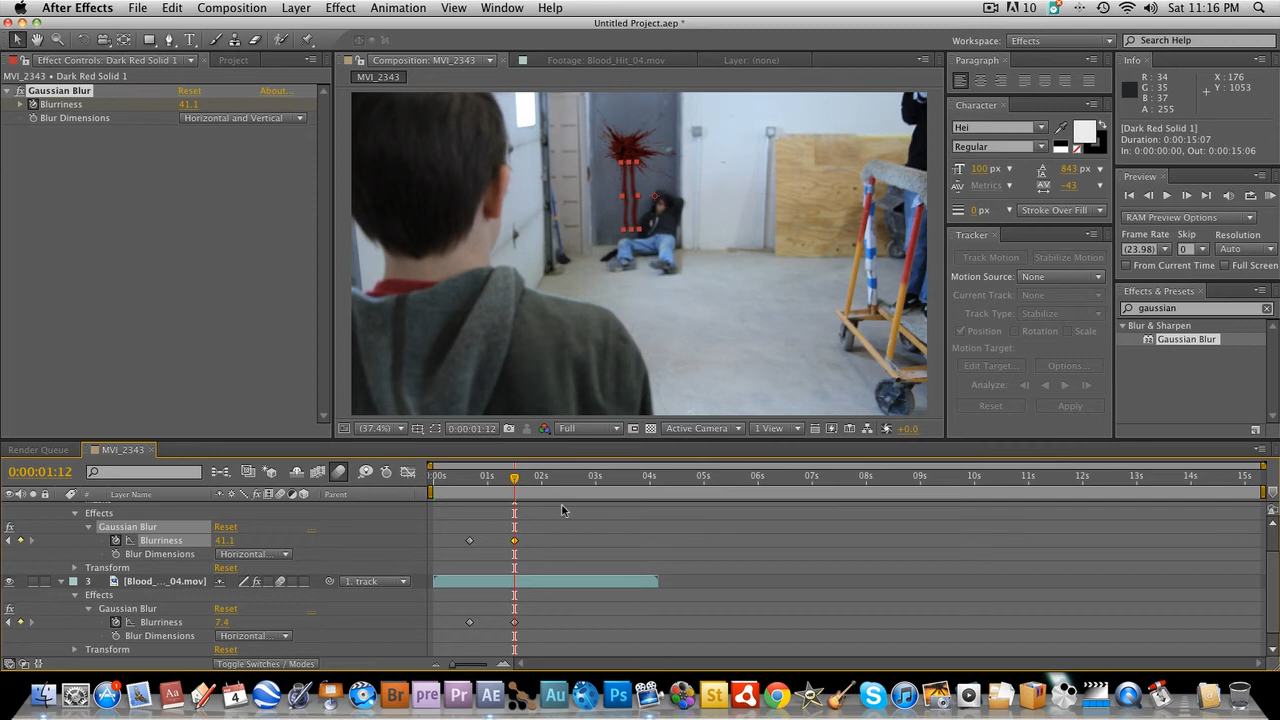 After Effects File Edit Composition Layer Effect Animation View Window Help 10 Sat 11:16 PM
Untitled Project.aep *
Workspace: Effects Search Help
Effect Controls: Dark Red Solid 1 Project Composition: MVI_2343 Footage: Blood_Hit_04.mov Layer: (none) Paragraph Info
MVI_2343 • Dark Red Solid 1 MVI_2343
Gaussian Blur Reset About... R: 34 X: 176
Blurriness 41.1 G: 35 Y: 1053
Blur Dimensions Horizontal and Vertical B: 37
A: 255
Character
Hei [Dark Red Solid 1]
Regular Duration: 0:00:15:07
In: 0:00:00:00, Out: 0:00:15:06
100 px 843 px Preview
Metrics -43
0 px Stroke Over Fill RAM Preview Options
Tracker Frame Rate Skip Resolution
(23.98) 0 Auto
Track Motion Stabilize Motion From Current Time Full Screen
Motion Source: None
Current Track: None Effects & Presets
Track Type: Stabilize gaussian
Position Rotation Scale Blur & Sharpen
Motion Target: Gaussian Blur
Edit Target... Options...
Analyze:
Reset Apply
(37.4%) 0:00:01:12 Full Active Camera 1 View +0.0
Render Queue MVI_2343
0:00:01:12 0:00s 01s 02s 03s 04s 05s 06s 07s 08s 09s 10s 11s 12s 13s 14s 15s
# Layer Name Parent
Effects
Gaussian Blur Reset ...
Blurriness 41.1
Blur Dimensions Horizontal...
Transform Reset
3 [Blood_..._04.mov] 1. track
Effects
Gaussian Blur Reset ...
Blurriness 7.4
Blur Dimensions Horizontal...
Transform Reset
Toggle Switches / Modes
Br pre Pr AE Au Ps St